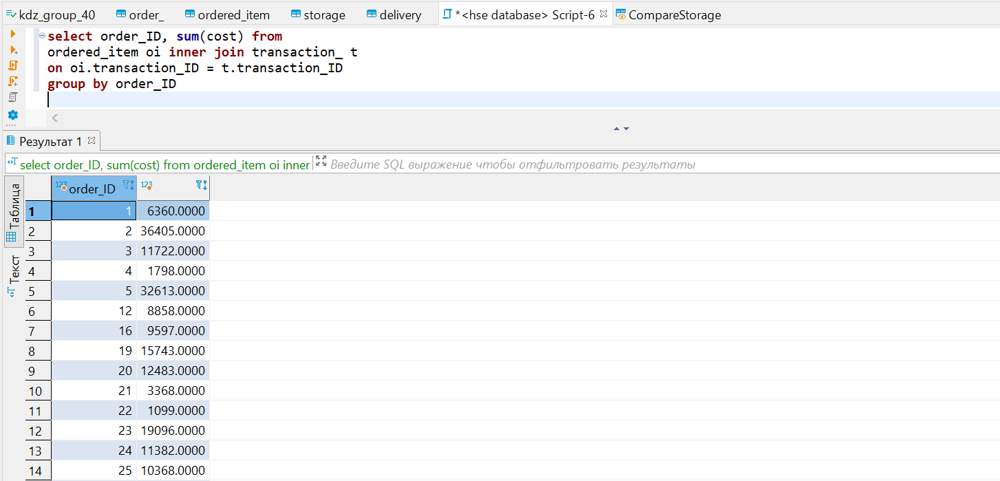 kdz_group_40 order_ ordered_item storage delivery *<hse database> Script-6 CompareStorage
select order_ID, sum(cost) from
ordered_item oi inner join transaction_ t
on oi.transaction_ID = t.transaction_ID
group by order_ID
Результат 1
select order_ID, sum(cost) from ordered_item oi inner Введите SQL выражение чтобы отфильтровать результаты
Таблица
Текст
123 order_ID 123
1 1 6360.0000
2 2 36405.0000
3 3 11722.0000
4 4 1798.0000
5 5 32613.0000
6 12 8858.0000
7 16 9597.0000
8 19 15743.0000
9 20 12483.0000
10 21 3368.0000
11 22 1099.0000
12 23 19096.0000
13 24 11382.0000
14 25 10368.0000